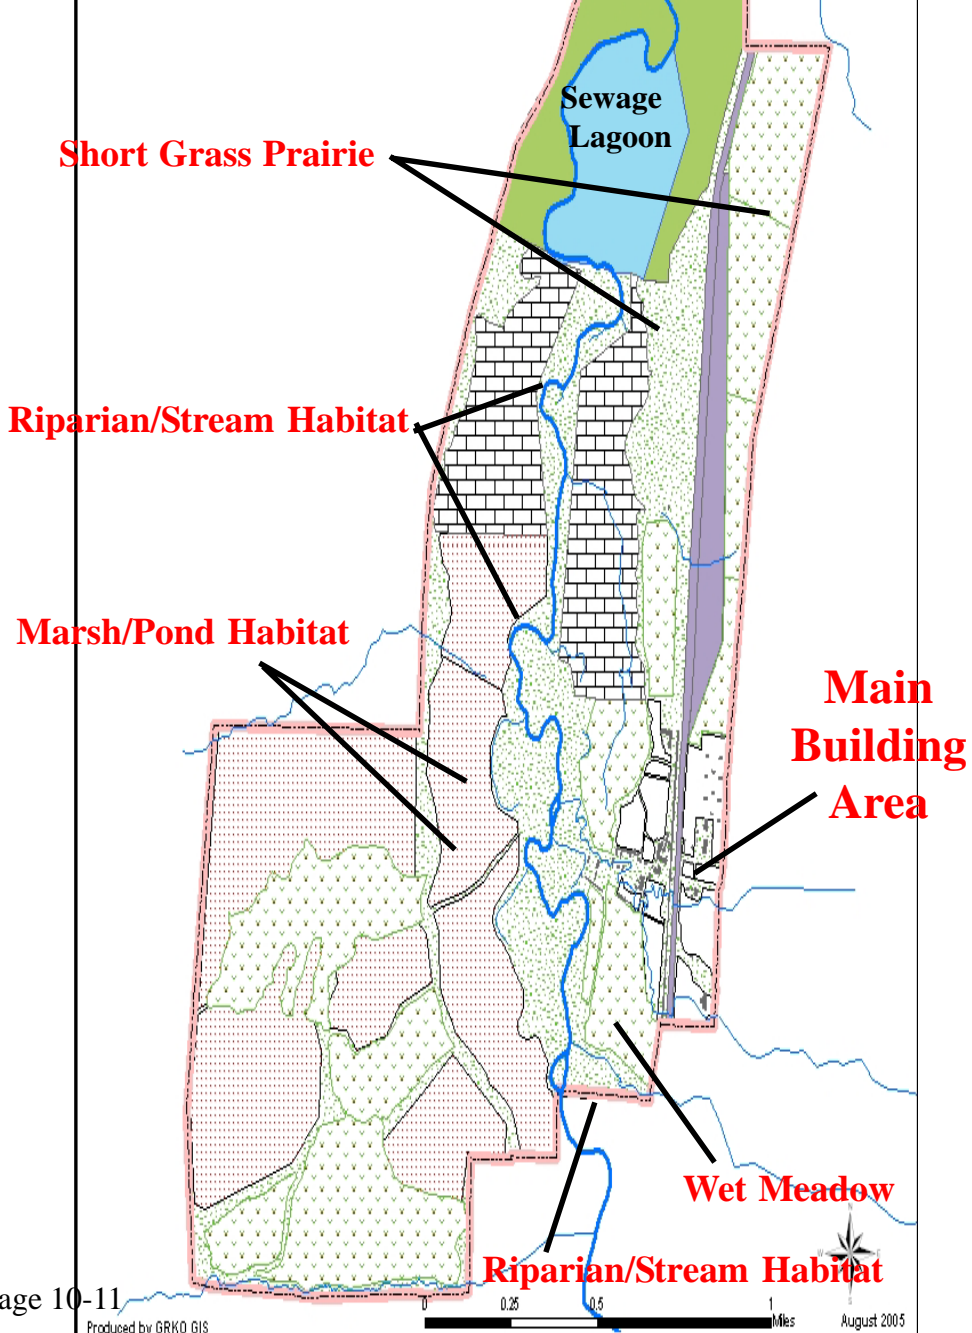 Sewage
Lagoon
Short Grass Prairie
Riparian/Stream Habitat
Marsh/Pond Habitat
Main
Building
Area
Wet Meadow
Riparian/Stream Habitat
age 10-11
0 0.25 0.5 1
Miles
Produced by GRKO GIS
August 2005